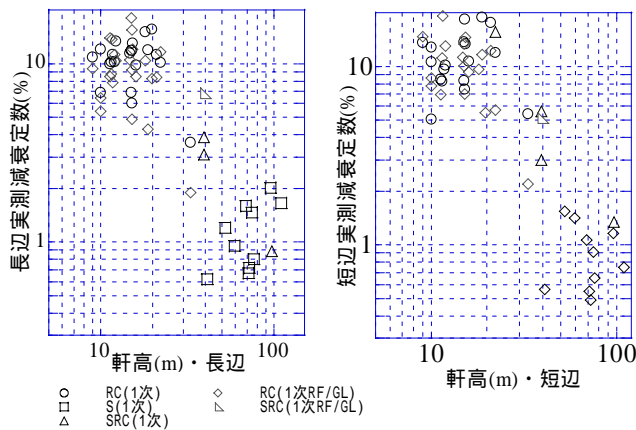 長辺実測減衰定数(%)
10
1
10
100
軒高(m)・長辺
短辺実測減衰定数(%)
10
1
10
100
軒高(m)・短辺
RC(1次)
S(1次)
SRC(1次)
RC(1次RF/GL)
SRC(1次RF/GL)